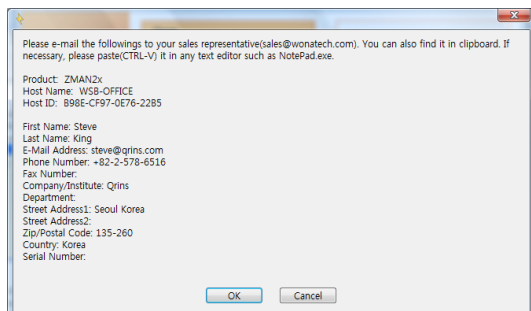 Please e-mail the followings to your sales representative(sales@wonatech.com). You can also find it in clipboard. If
necessary, please paste(CTRL-V) it in any text editor such as NotePad.exe.
Product: ZMAN2x
Host Name: WSB-OFFICE
Host ID: B98E-CF97-0E76-22B5
First Name: Steve
Last Name: King
E-Mail Address: steve@qrins.com
Phone Number: +82-2-578-6516
Fax Number:
Company/Institute: Qrins
Department:
Street Address1: Seoul Korea
Street Address2:
Zip/Postal Code: 135-260
Country: Korea
Serial Number:
OK
Cancel